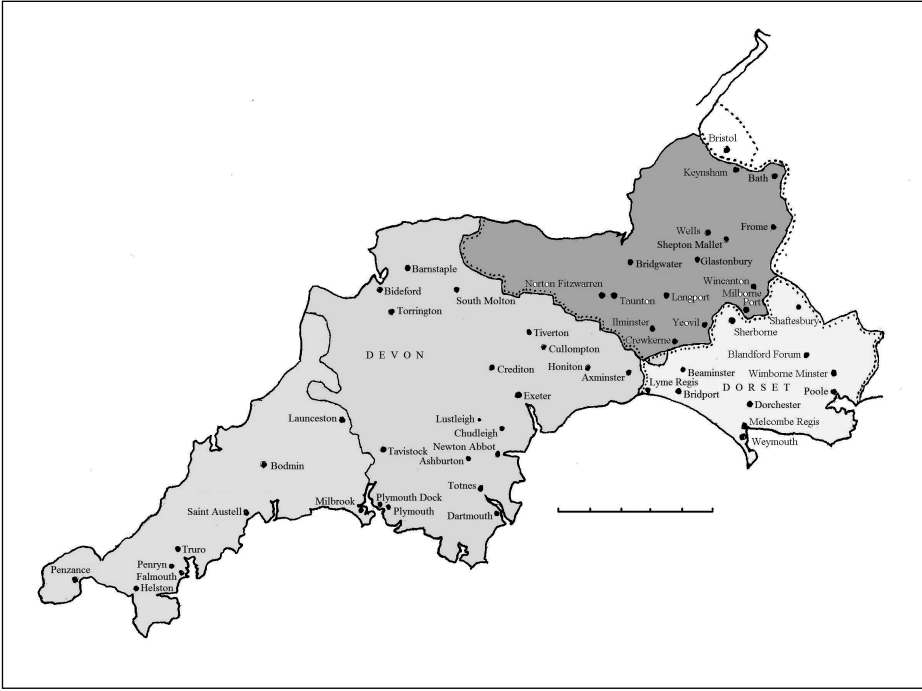 Bristol
Keynsham
Bath
Wells
Frome
Shepton Mallet
Glastonbury
Bridgwater
Barnstaple
Bideford
South Molton
Torrington
Norton Fitzwarren
Taunton
Langport
Wincanton
Milborne
Port
Shaftesbury
Ilminster
Yeovil
Sherborne
Crewkerne
Tiverton
Cullompton
DEVON
Blandford Forum
Crediton
Honiton
Axminster
Beaminster
Wimborne Minster
Lyme Regis
DORSET
Bridport
Poole
Exeter
Dorchester
Launceston
Lustleigh
Chudleigh
Melcombe Regis
Weymouth
Tavistock
Newton Abbot
Ashburton
Bodmin
Totnes
Milbrook
Plymouth Dock
Plymouth
Dartmouth
Saint Austell
Truro
Penryn
Falmouth
Penzance
Helston